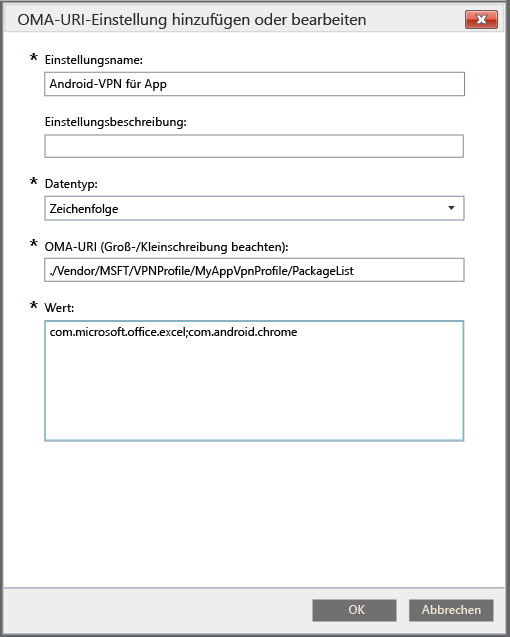 OMA-URI-Einstellung hinzufügen oder bearbeiten
* Einstellungsname:
Android-VPN für App
Einstellungsbeschreibung:
* Datentyp:
Zeichenfolge
* OMA-URI (Groß-/Kleinschreibung beachten):
./Vendor/MSFT/VPNProfile/MyAppVpnProfile/PackageList
* Wert:
com.microsoft.office.excel;com.android.chrome
OK
Abbrechen